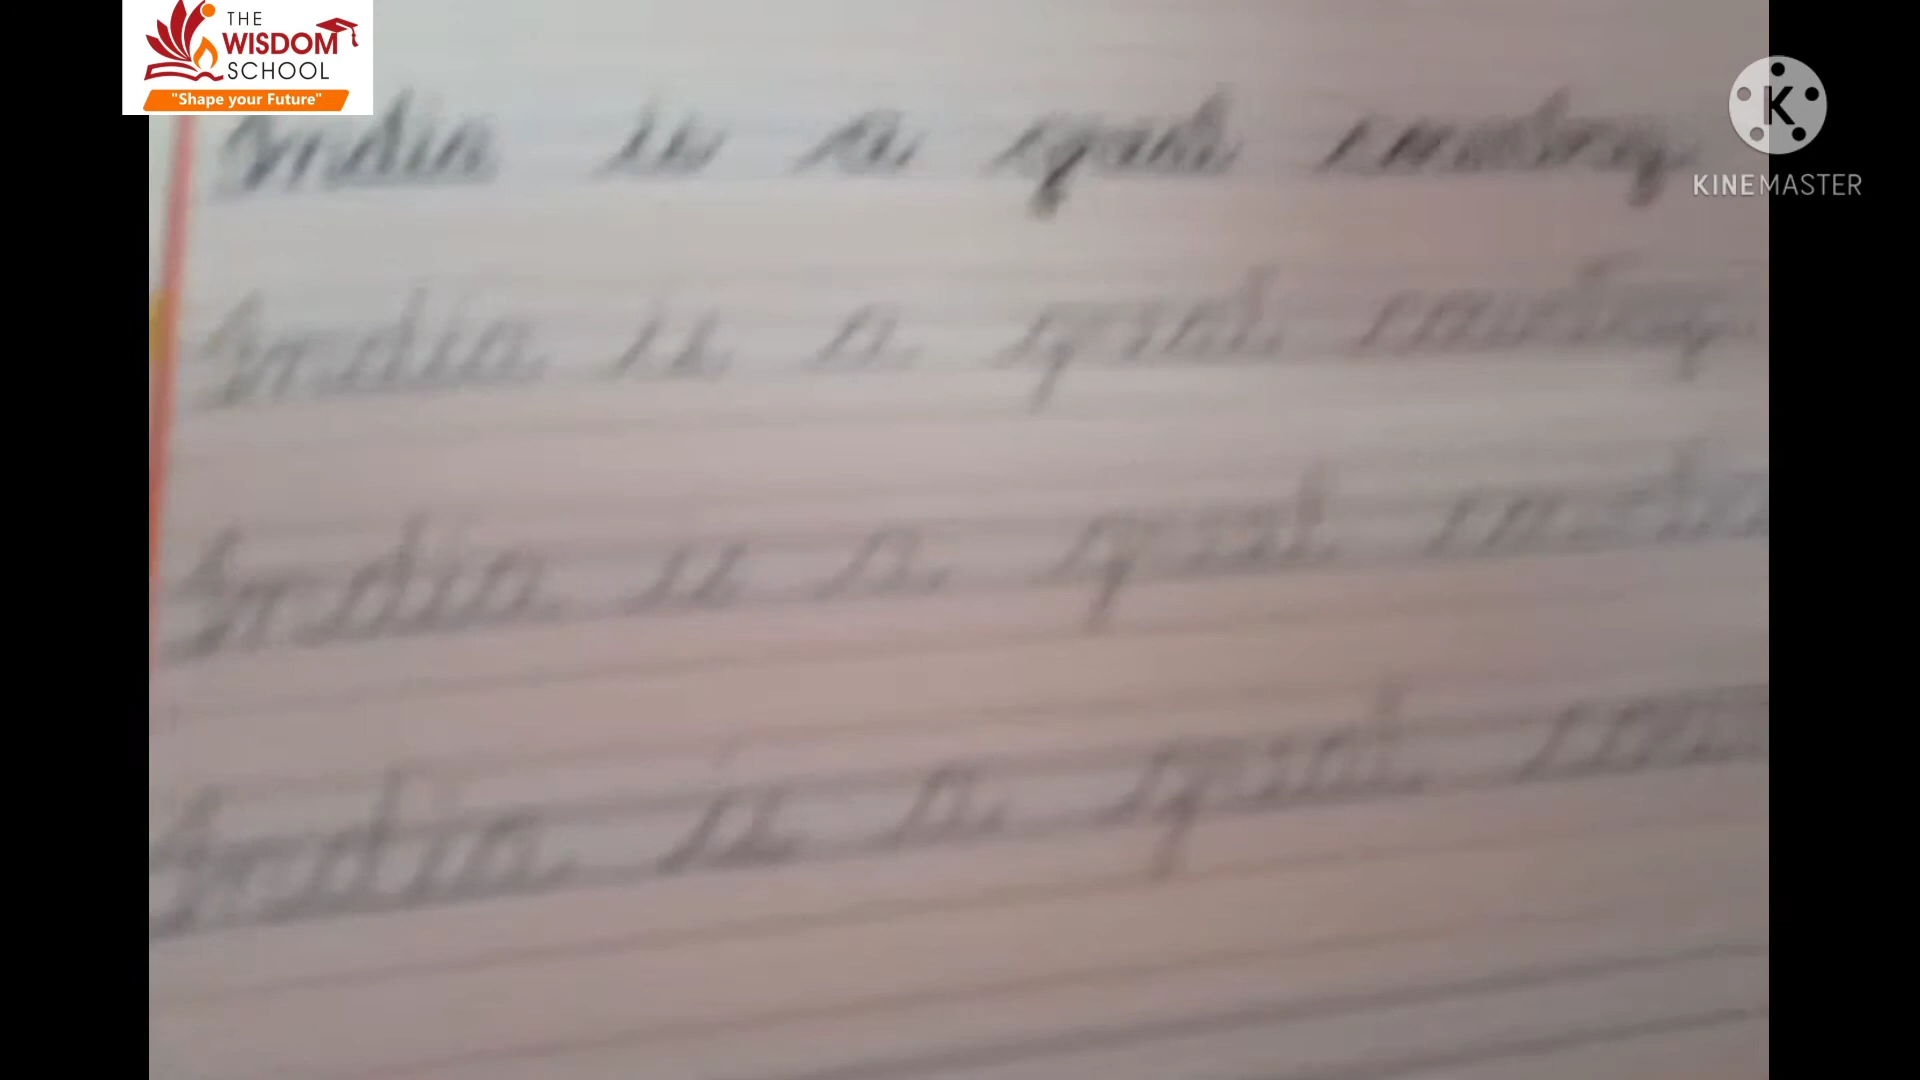 THE
WISDOM
SCHOOL
"Shape your Future"
KINEMASTER
India is a great country
India is a great country
India is a great
India is a great